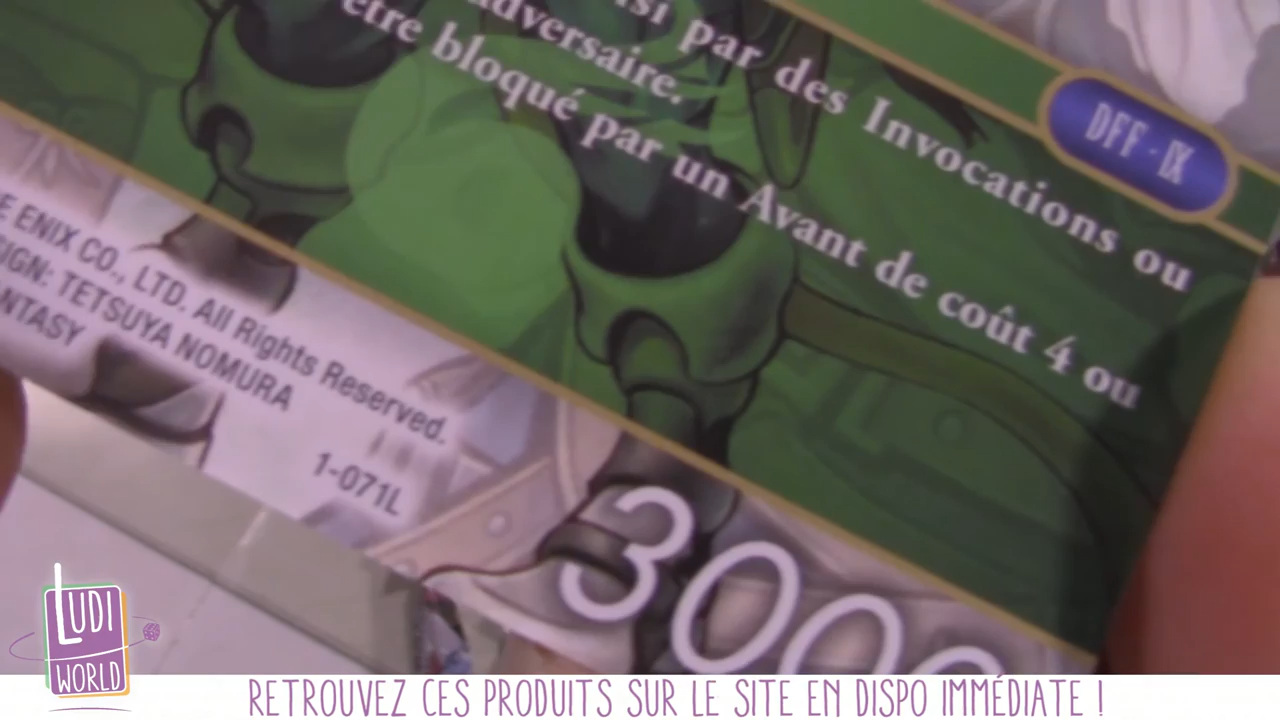 par des Invocations ou
adversaire.
être bloqué par un Avant de coût 4 ou
DFF - IX
ENIX CO., LTD. All Rights Reserved.
TETSUYA NOMURA
1-071L
3000
LUDI
WORLD
RETROUVEZ CES PRODUITS SUR LE SITE EN DISPO IMMÉDIATE !